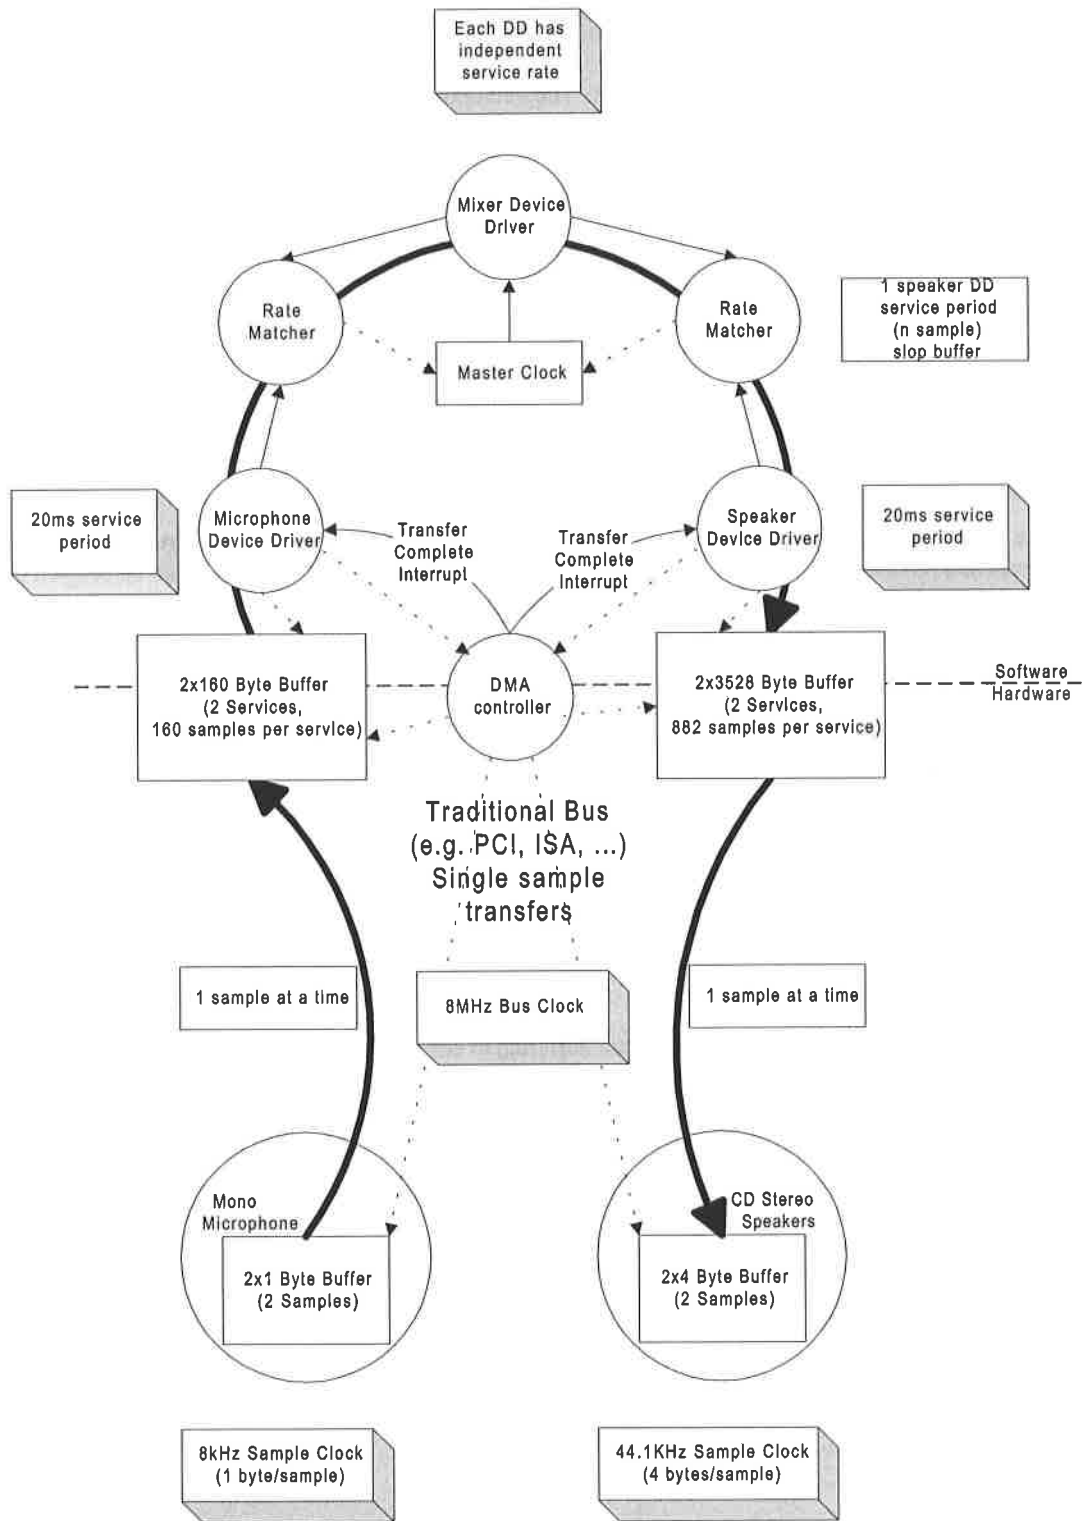 Each DD has
independent
service rate
Mixer Device
Driver
Rate
Matcher
Rate
Matcher
1 speaker DD
service period
(n sample)
slop buffer
Master Clock
20ms service
period
Microphone
Device Driver
Transfer
Complete
Interrupt
Transfer
Complete
Interrupt
Speaker
Device Driver
20ms service
period
2x160 Byte Buffer
(2 Services,
160 samples per service)
DMA
controller
2x3528 Byte Buffer
(2 Services,
882 samples per service)
Software
Hardware
Traditional Bus
(e.g. PCI, ISA, ...)
Single sample
transfers
1 sample at a time
8MHz Bus Clock
1 sample at a time
Mono
Microphone
2x1 Byte Buffer
(2 Samples)
CD Stereo
Speakers
2x4 Byte Buffer
(2 Samples)
8kHz Sample Clock
(1 byte/sample)
44.1KHz Sample Clock
(4 bytes/sample)